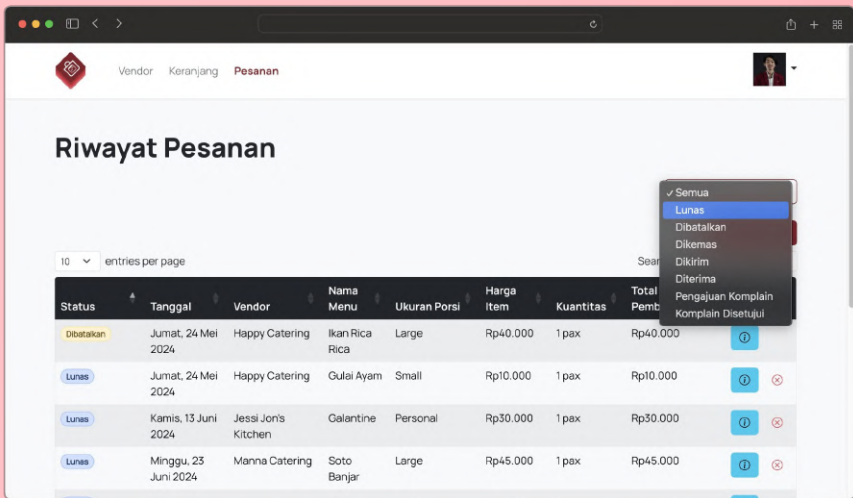 Vendor Keranjang Pesanan
Riwayat Pesanan
✓ Semua
Lunas
Dibatalkan
Dikemas
Dikirim
Diterima
Pengajuan Komplain
Komplain Disetujui
10 entries per page
Status Tanggal Vendor Nama Menu Ukuran Porsi Harga Item Kuantitas Total
Dibatalkan Jumat, 24 Mei 2024 Happy Catering Ikan Rica Rica Large Rp40.000 1 pax Rp40.000
Lunas Jumat, 24 Mei 2024 Happy Catering Gulai Ayam Small Rp10.000 1 pax Rp10.000
Lunas Kamis, 13 Juni 2024 Jessi Jon's Kitchen Galantine Personal Rp30.000 1 pax Rp30.000
Lunas Minggu, 23 Juni 2024 Manna Catering Soto Banjar Large Rp45.000 1 pax Rp45.000